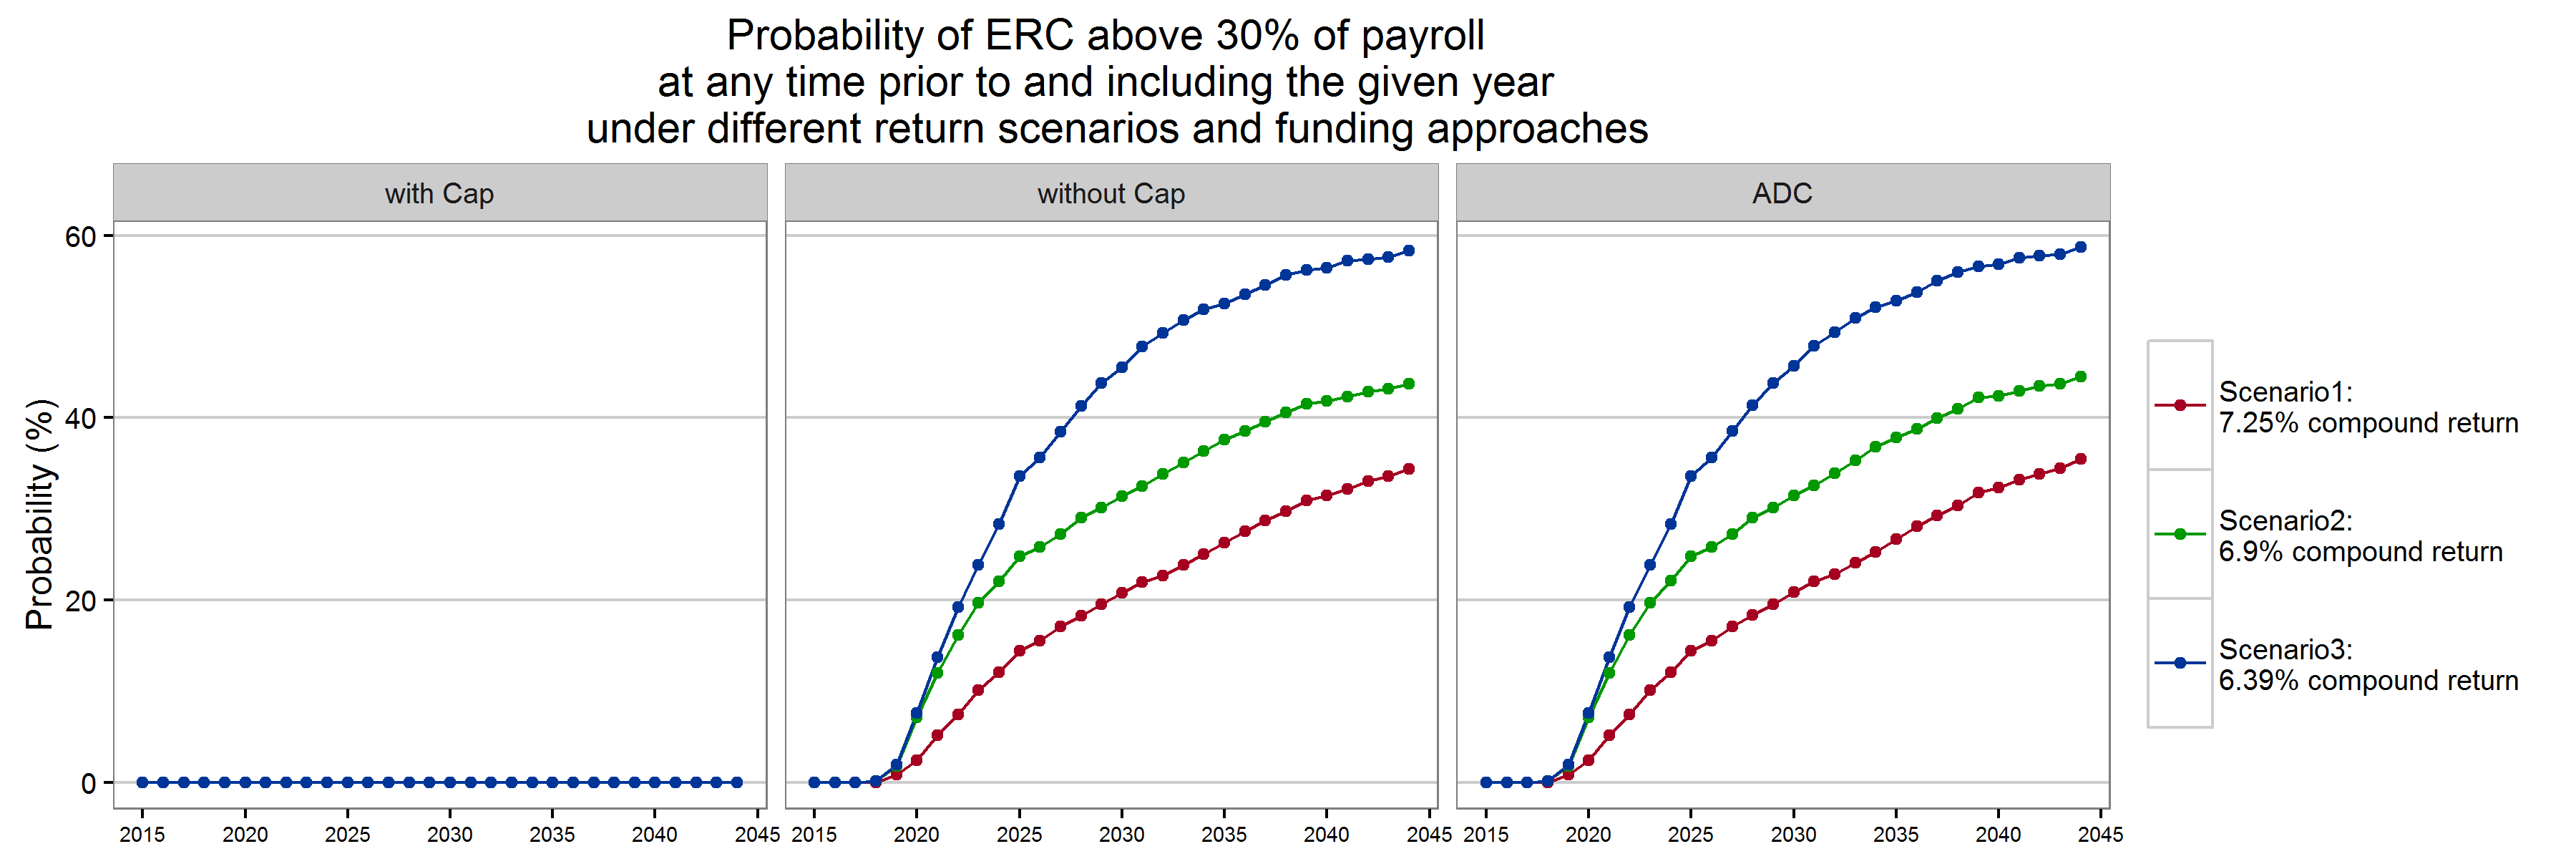 Probability of ERC above 30% of payroll
at any time prior to and including the given year
under different return scenarios and funding approaches
with Cap
without Cap
ADC
Probability (%)
60
40
20
0
2015 2020 2025 2030 2035 2040 2045
2015 2020 2025 2030 2035 2040 2045
2015 2020 2025 2030 2035 2040 2045
Scenario1:
7.25% compound return
Scenario2:
6.9% compound return
Scenario3:
6.39% compound return